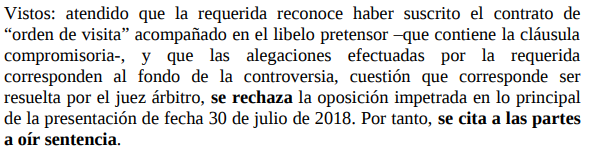 Vistos: atendido que la requerida reconoce haber suscrito el contrato de
“orden de visita” acompañado en el libelo pretensor –que contiene la cláusula
compromisoria-, y que las alegaciones efectuadas por la requerida
corresponden al fondo de la controversia, cuestión que corresponde ser
resuelta por el juez árbitro, se rechaza la oposición impetrada en lo principal
de la presentación de fecha 30 de julio de 2018. Por tanto, se cita a las partes
a oír sentencia.